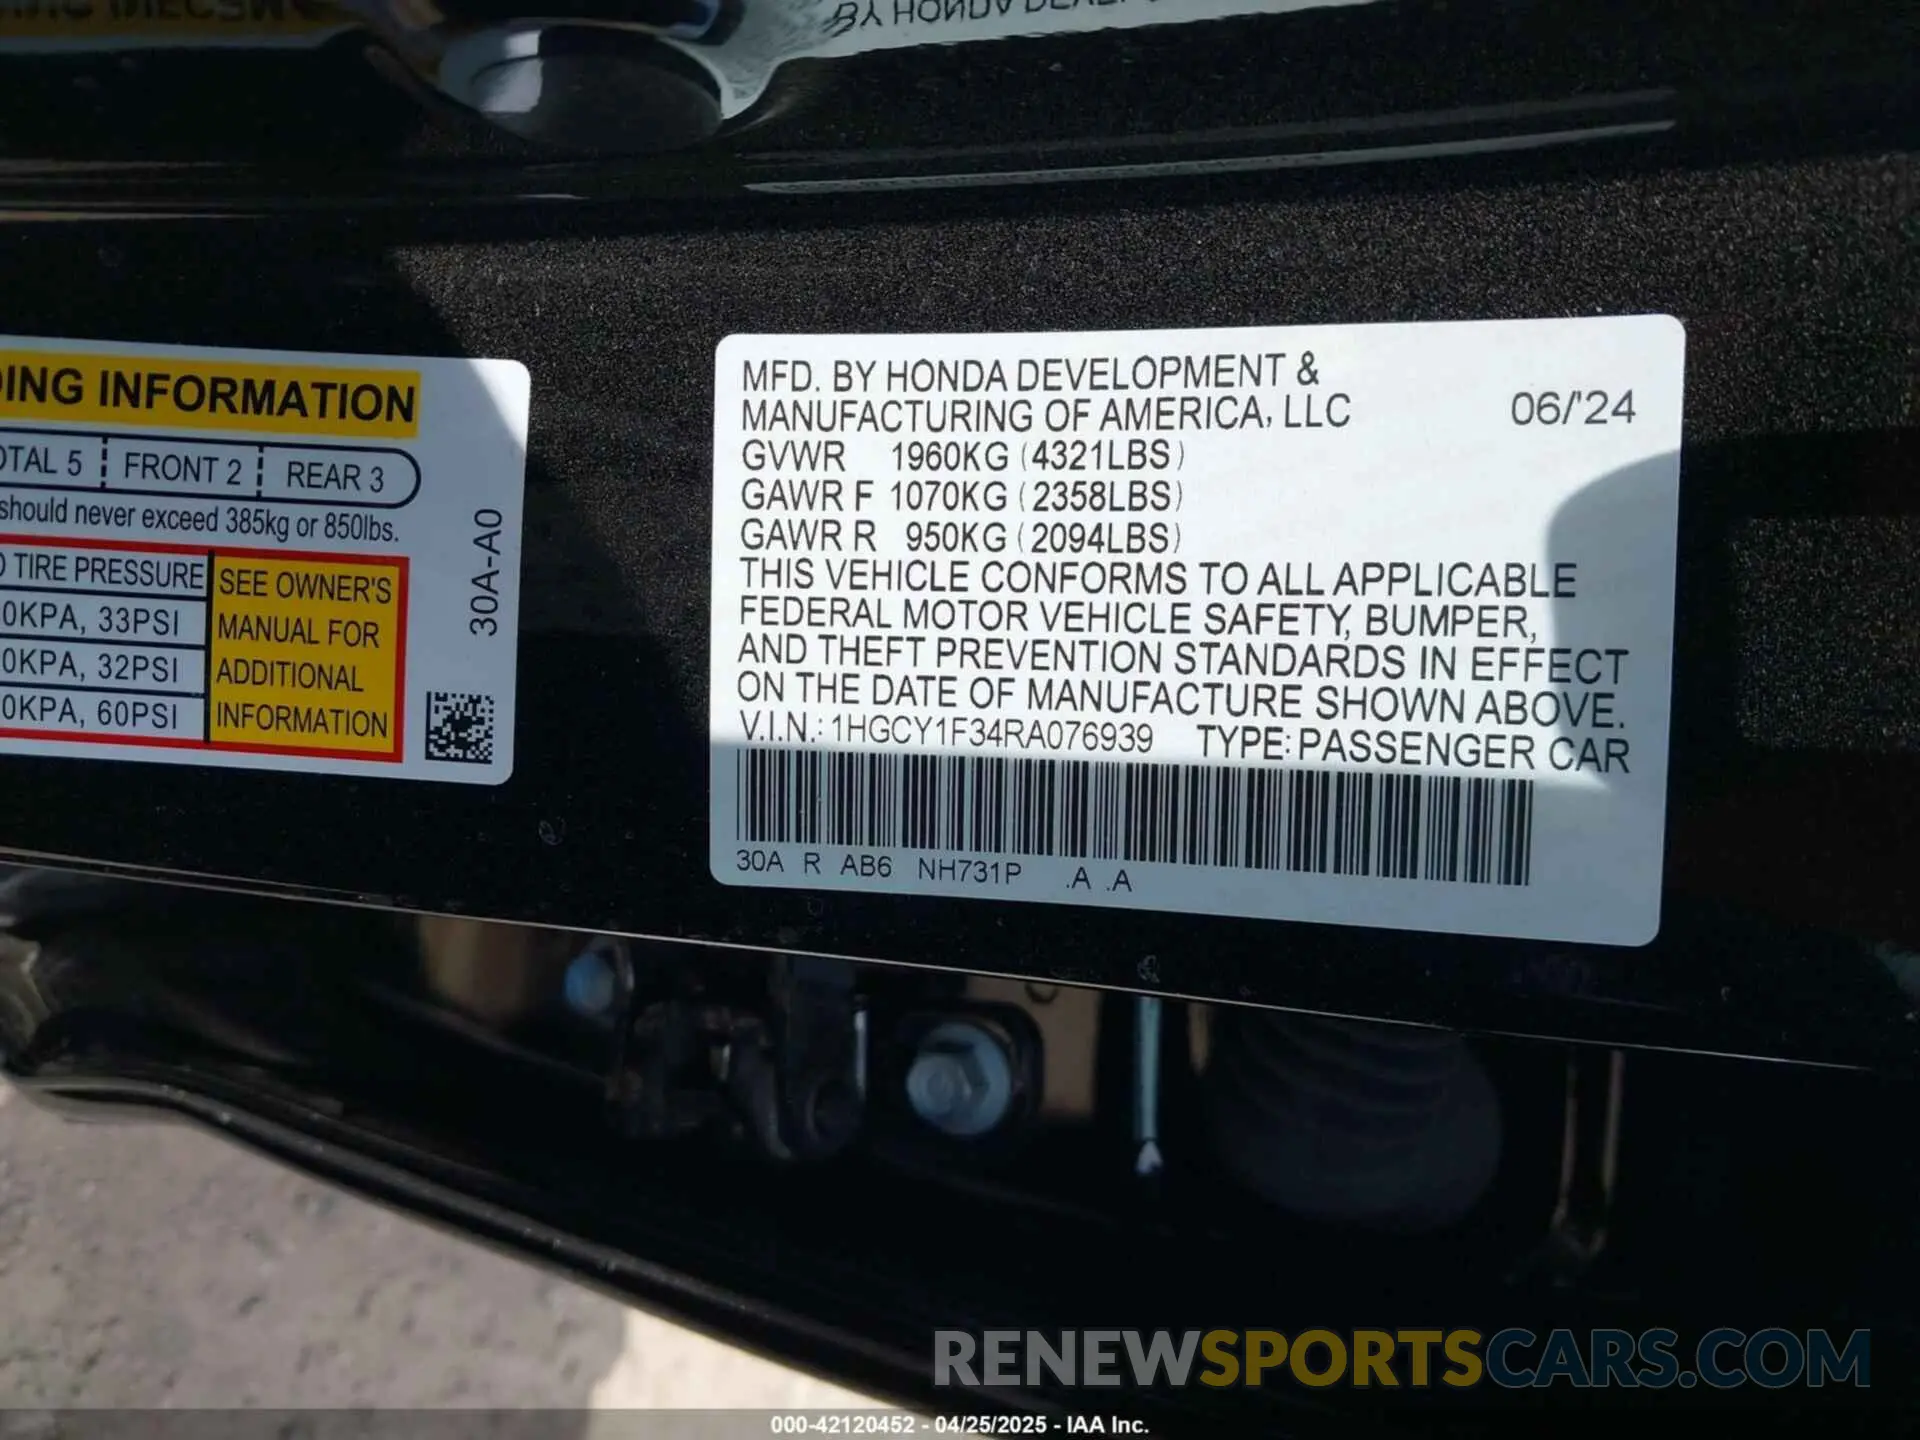 BY HONDA
DING INFORMATION
OTAL 5 FRONT 2 REAR 3
should never exceed 385kg or 850lbs.
TIRE PRESSURE
0KPA, 33PSI
0KPA, 32PSI
0KPA, 60PSI
SEE OWNER'S
MANUAL FOR
ADDITIONAL
INFORMATION
30A-A0
MFD. BY HONDA DEVELOPMENT &
MANUFACTURING OF AMERICA, LLC 06/'24
GVWR 1960KG (4321LBS)
GAWR F 1070KG (2358LBS)
GAWR R 950KG (2094LBS)
THIS VEHICLE CONFORMS TO ALL APPLICABLE
FEDERAL MOTOR VEHICLE SAFETY, BUMPER,
AND THEFT PREVENTION STANDARDS IN EFFECT
ON THE DATE OF MANUFACTURE SHOWN ABOVE.
V.I.N.: 1HGCY1F34RA076939 TYPE: PASSENGER CAR
30A R AB6 NH731P .A .A
RENEWSPORTSCARS.COM
000-42120452 - 04/25/2025 - IAA Inc.